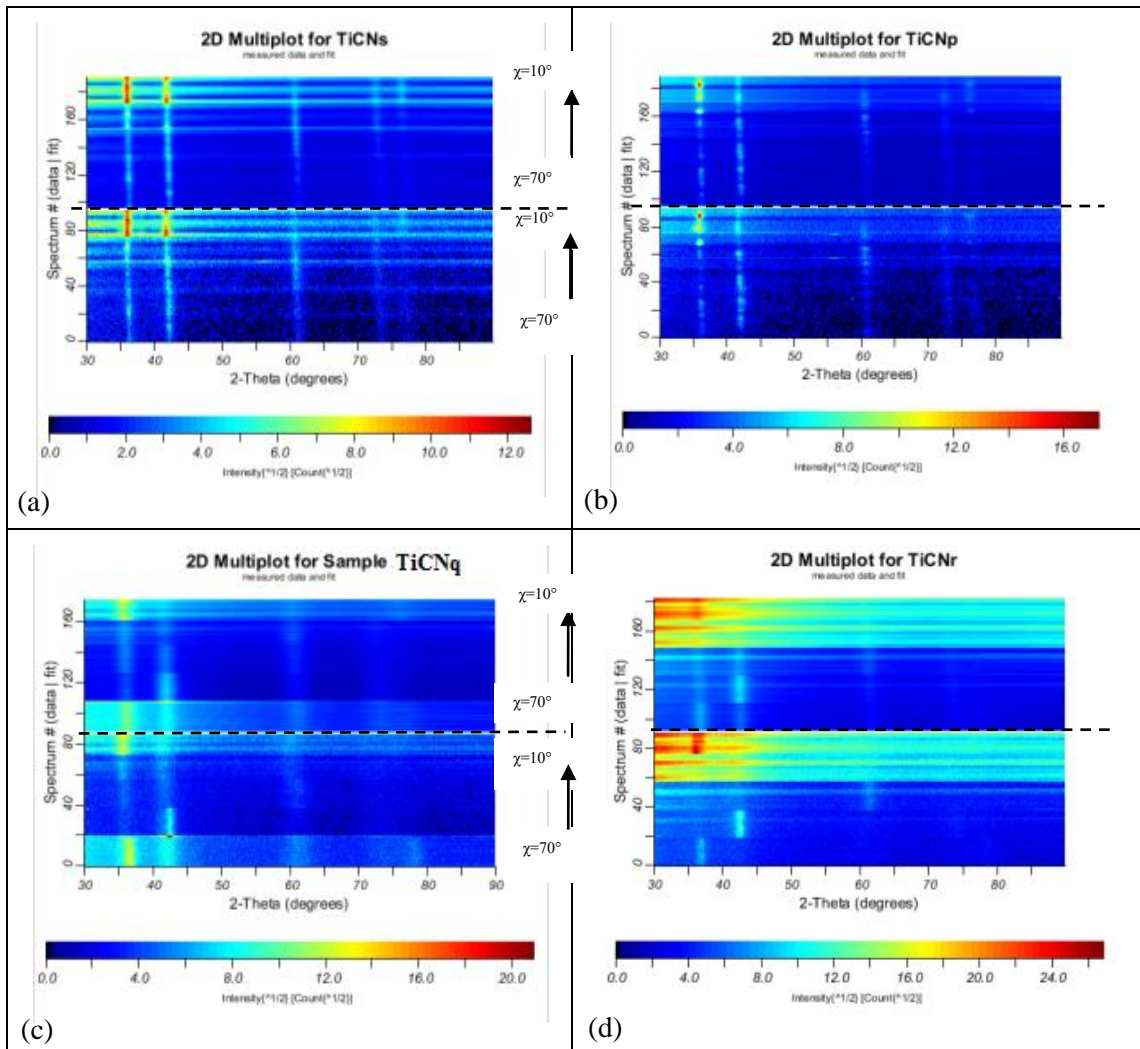 2D Multiplot for TiCNs
measured data and fit
Spectrum # (data | fit)
160
120
80
40
0
30
40
50
60
70
80
2-Theta (degrees)
χ=10°
χ=70°
χ=10°
χ=70°
0.0 2.0 4.0 6.0 8.0 10.0 12.0
Intensity[^1/2] [Count(^1/2)]
(a)
2D Multiplot for TiCNp
measured data and fit
Spectrum # (data | fit)
160
120
80
40
0
30
40
50
60
70
80
2-Theta (degrees)
0.0 4.0 8.0 12.0 16.0
Intensity[^1/2] [Count(^1/2)]
(b)
2D Multiplot for Sample TiCNq
measured data and fit
Spectrum # (data | fit)
160
120
80
40
0
30
40
50
60
70
80
90
2-Theta (degrees)
χ=10°
χ=70°
χ=10°
χ=70°
0.0 4.0 8.0 12.0 16.0 20.0
Intensity[^1/2] [Count(^1/2)]
(c)
2D Multiplot for TiCNr
measured data and fit
Spectrum # (data | fit)
160
120
80
40
0
30
40
50
60
70
80
2-Theta (degrees)
0.0 4.0 8.0 12.0 16.0 20.0 24.0
Intensity[^1/2] [Count(^1/2)]
(d)